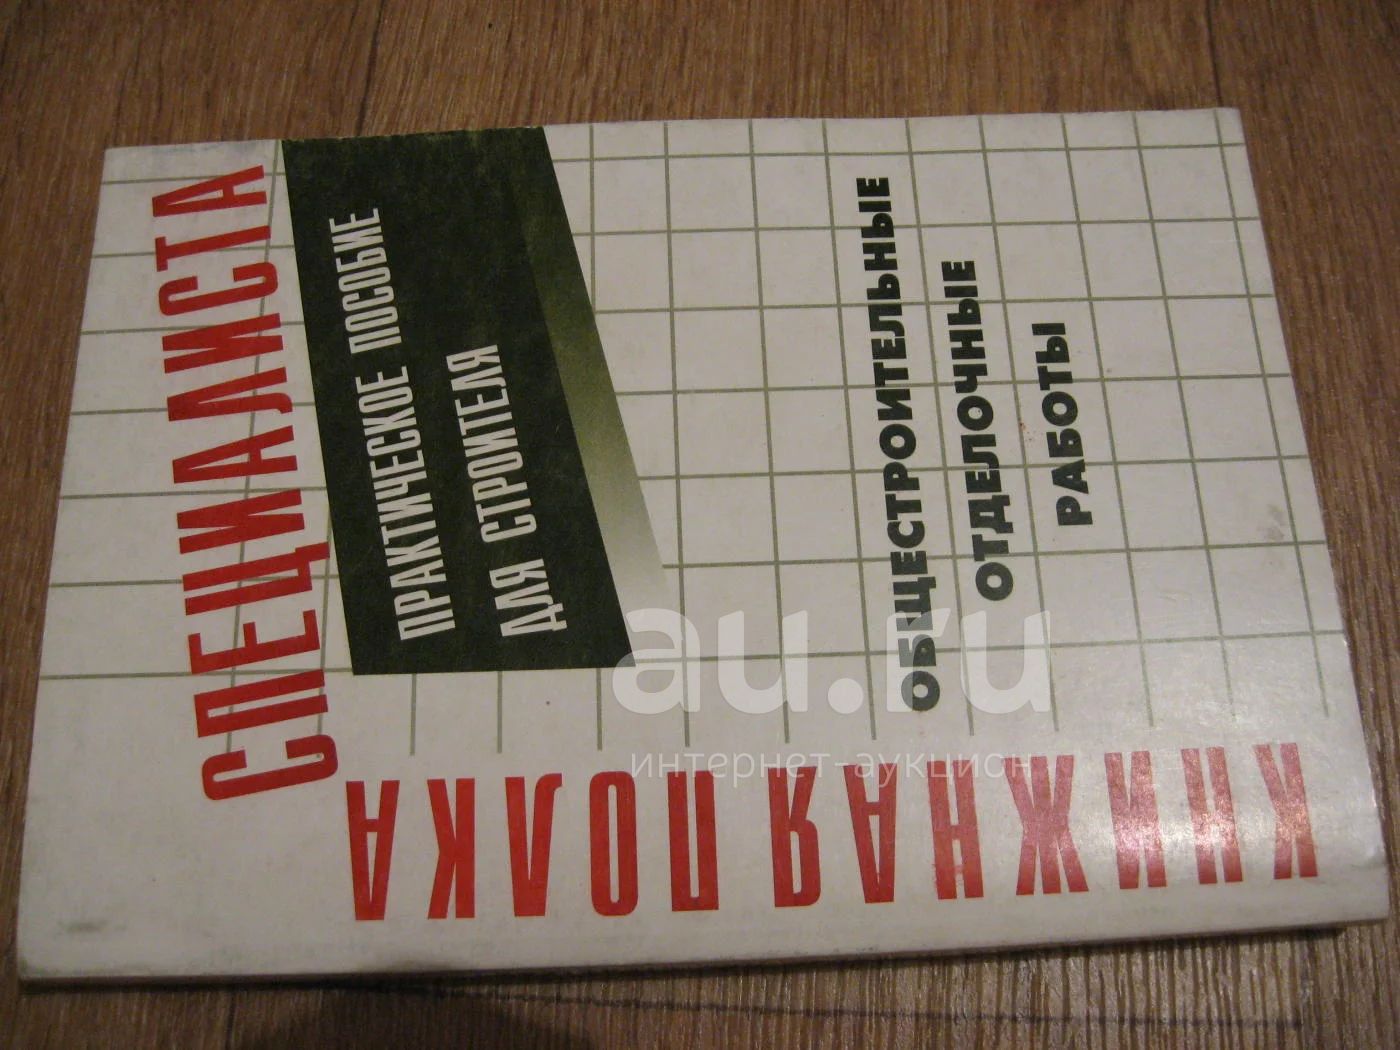 КНИЖНАЯ ПОЛКА
СПЕЦИАЛИСТА
ПРАКТИЧЕСКОЕ ПОСОБИЕ
ДЛЯ СТРОИТЕЛЯ
ОБЩЕСТРОИТЕЛЬНЫЕ
ОТДЕЛОЧНЫЕ
РАБОТЫ
au.ru
интернет-аукцион